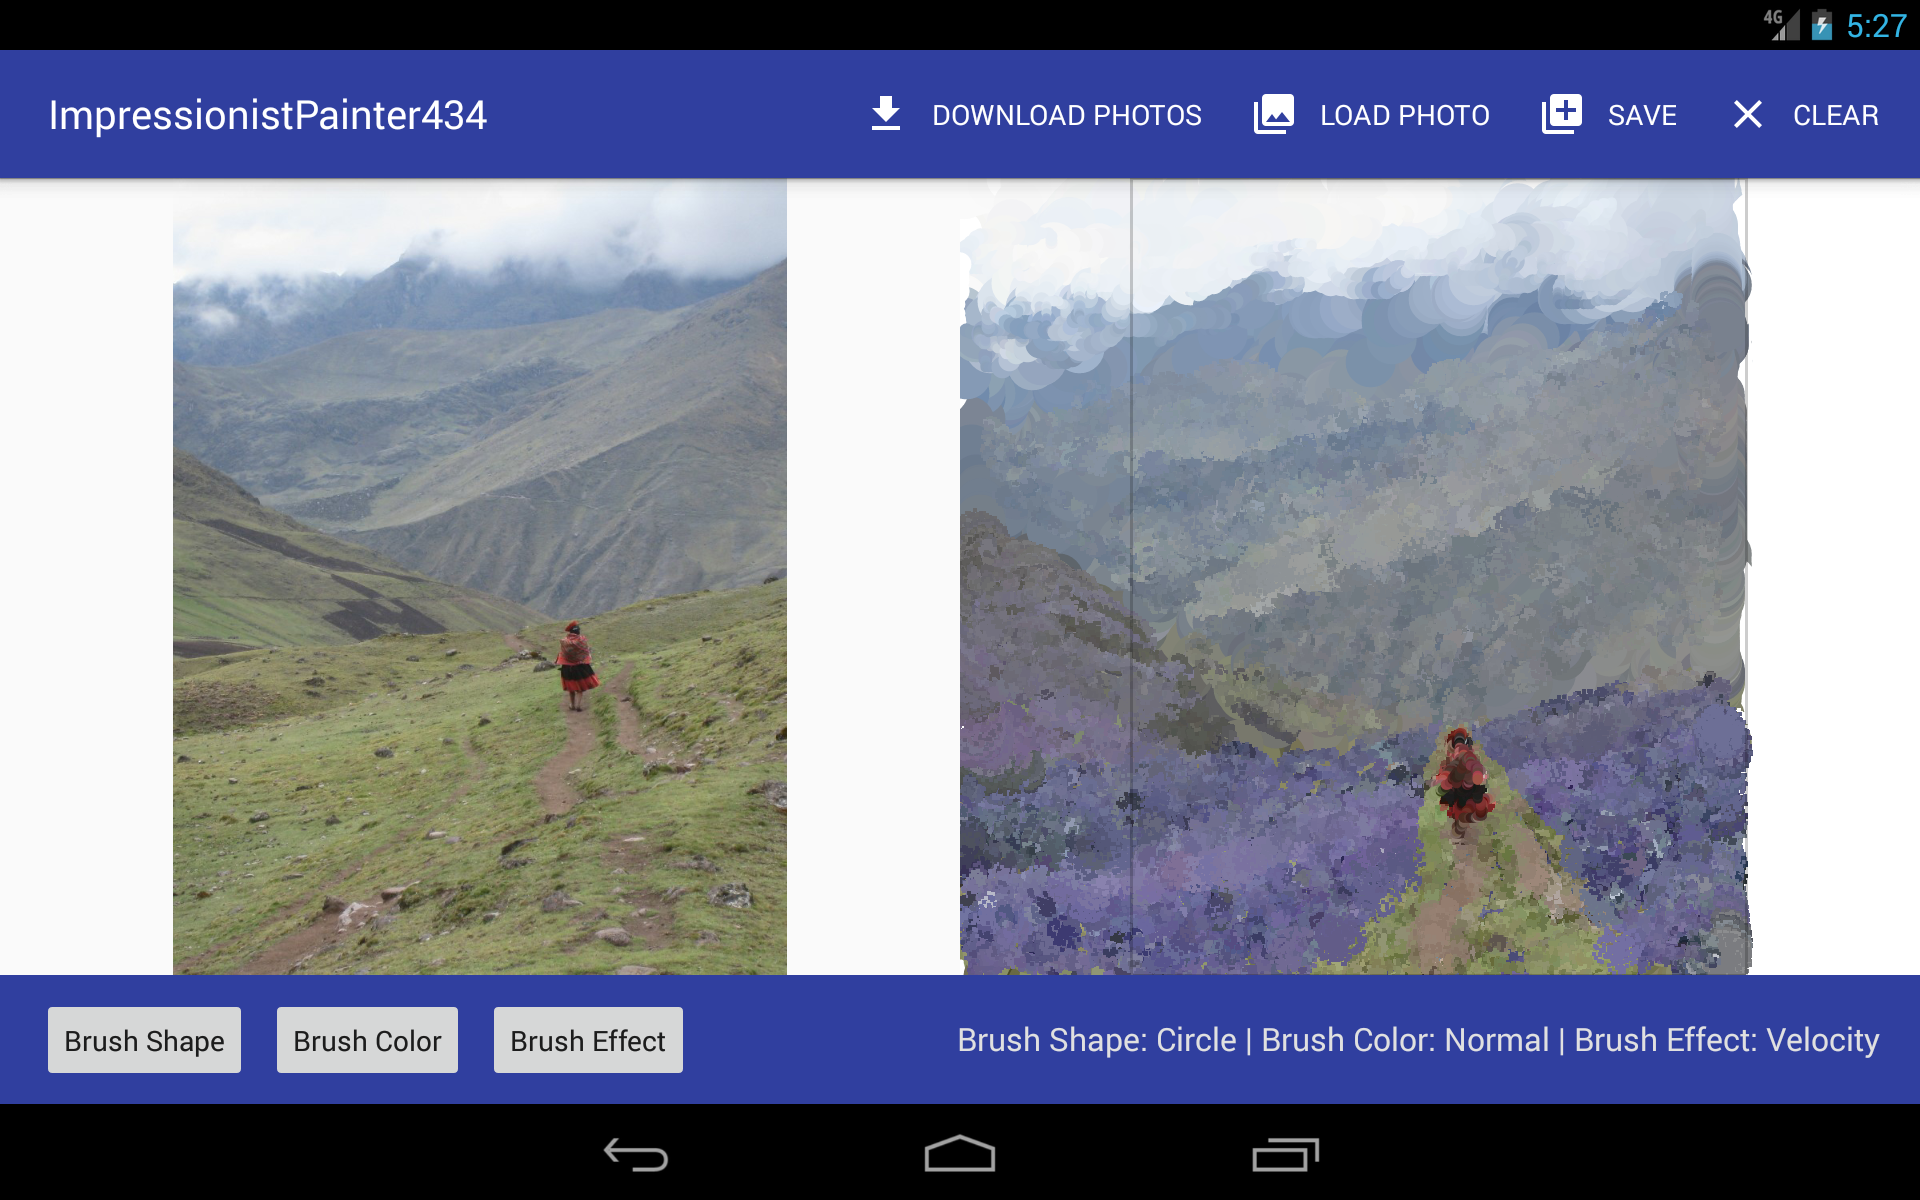 4G 5:27
ImpressionistPainter434 DOWNLOAD PHOTOS LOAD PHOTO SAVE CLEAR
Brush Shape Brush Color Brush Effect Brush Shape: Circle | Brush Color: Normal | Brush Effect: Velocity